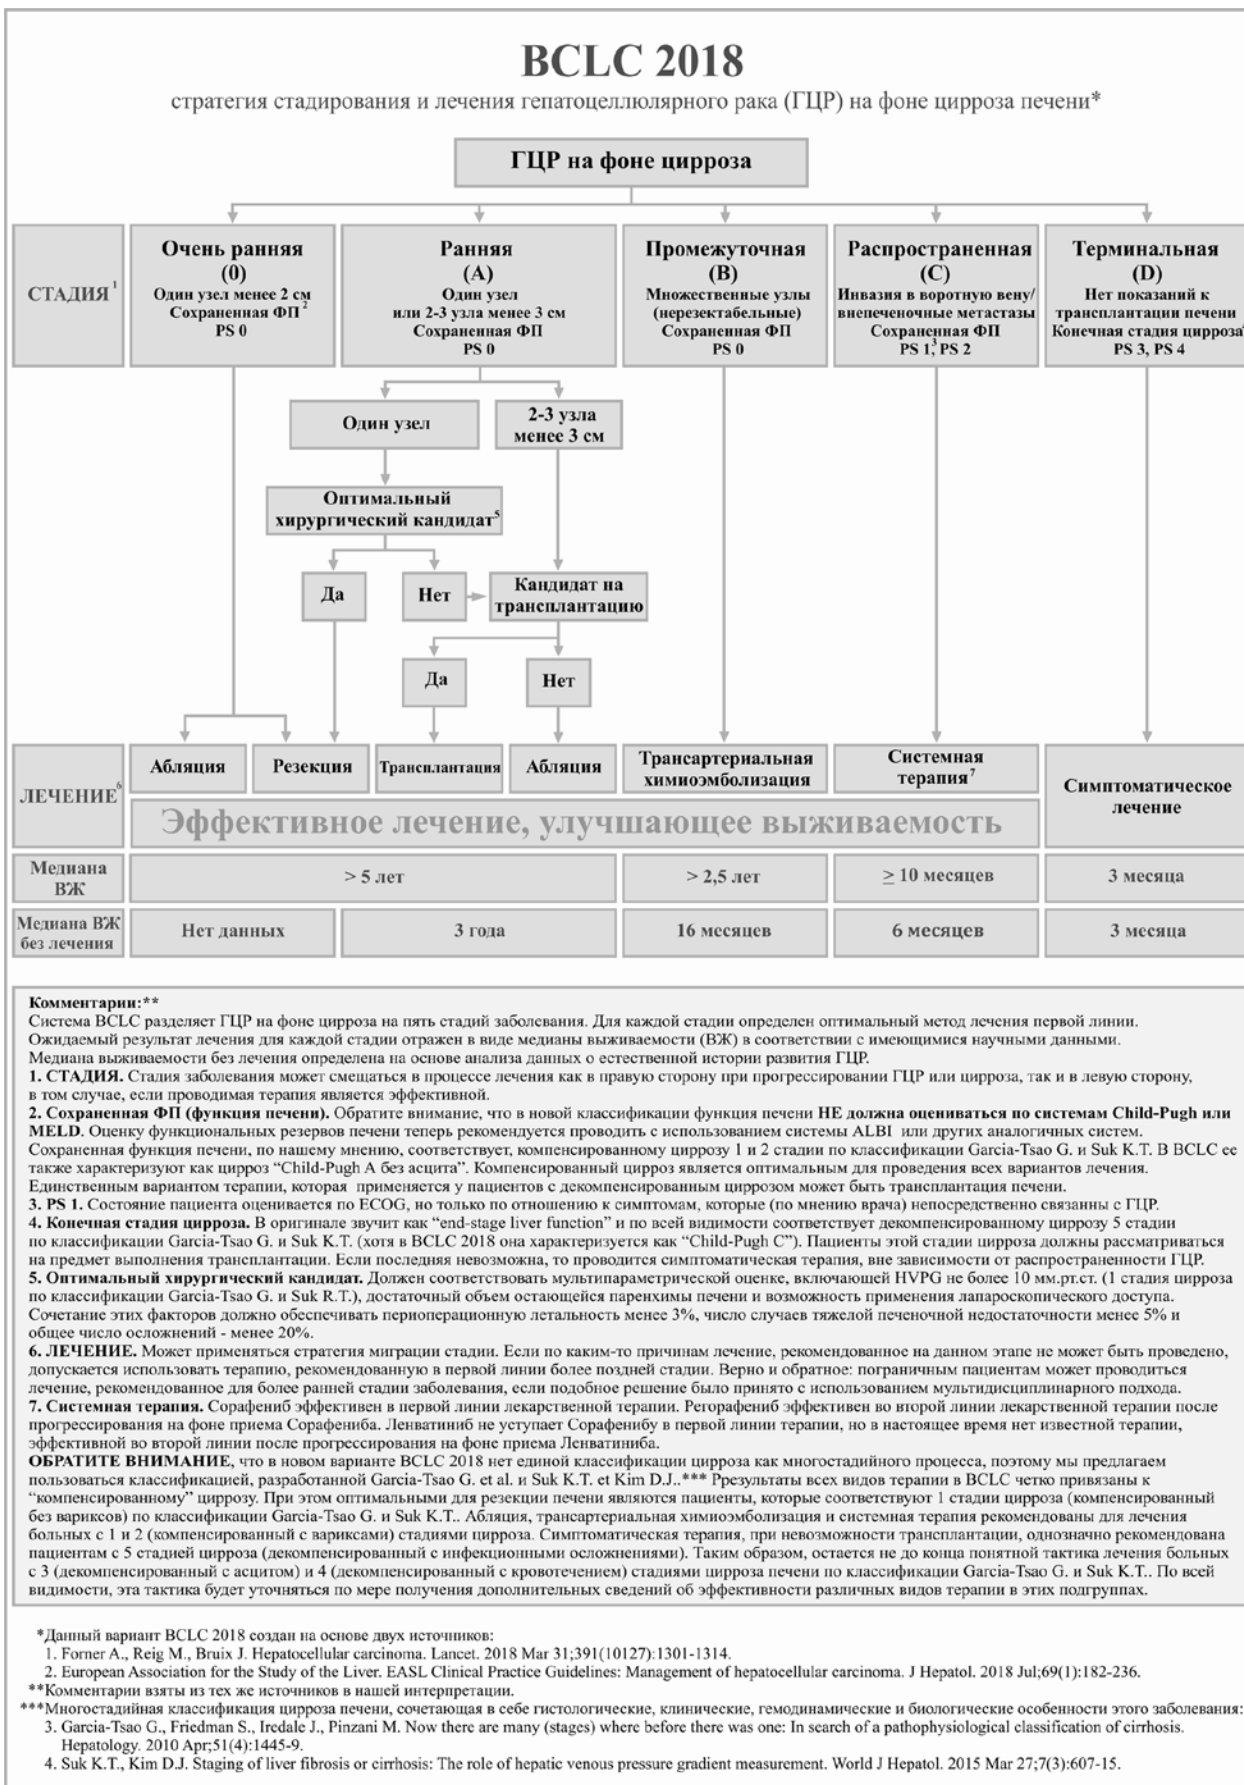 BCLC 2018
стратегия стадирования и лечения гепатоцеллюлярного рака (ГЦР) на фоне цирроза печени*
ГЦР на фоне цирроза
СТАДИЯ 1
Очень ранняя
(0)
Один узел менее 2 см
Сохраненная ФП 2
PS 0
Ранняя
(A)
Один узел
или 2-3 узла менее 3 см
Сохраненная ФП
PS 0
Промежуточная
(B)
Множественные узлы
(нерезектабельные)
Сохраненная ФП
PS 0
Распространенная
(C)
Инвазия в воротную вену/
внепеченочные метастазы
Сохраненная ФП
PS 1,3 PS 2
Терминальная
(D)
Нет показаний к
трансплантации печени
Конечная стадия цирроза
PS 3, PS 4
Один узел
2-3 узла
менее 3 см
Оптимальный
хирургический кандидат5
Да
Нет
Кандидат на
трансплантацию
Да
Нет
ЛЕЧЕНИЕ6
Абляция
Резекция
Трансплантация
Абляция
Трансартериальная
химиоэмболизация
Системная
терапия7
Симптоматическое
лечение
Эффективное лечение, улучшающее выживаемость
Медиана
ВЖ
> 5 лет
> 2,5 лет
≥ 10 месяцев
3 месяца
Медиана ВЖ
без лечения
Нет данных
3 года
16 месяцев
6 месяцев
3 месяца
Комментарии:**
Система BCLC разделяет ГЦР на фоне цирроза на пять стадий заболевания. Для каждой стадии определен оптимальный метод лечения первой линии.
Ожидаемый результат лечения для каждой стадии отражен в виде медианы выживаемости (ВЖ) в соответствии с имеющимися научными данными.
Медиана выживаемости без лечения определена на основе анализа данных о естественной истории развития ГЦР.
1. СТАДИЯ. Стадия заболевания может смещаться в процессе лечения как в правую сторону при прогрессировании ГЦР или цирроза, так и в левую сторону,
в том случае, если проводимая терапия является эффективной.
2. Сохраненная ФП (функция печени). Обратите внимание, что в новой классификации функция печени НЕ должна оцениваться по системам Child-Pugh или
MELD. Оценку функциональных резервов печени теперь рекомендуется проводить с использованием системы ALBI или других аналогичных систем.
Сохраненная функция печени, по нашему мнению, соответствует, компенсированному циррозу 1 и 2 стадии по классификации Garcia-Tsao G. и Suk K.T. В BCLC ее
также характеризуют как цирроз “Child-Pugh A без асцита”. Компенсированный цирроз является оптимальным для проведения всех вариантов лечения.
Единственным вариантом терапии, которая применяется у пациентов с декомпенсированным циррозом может быть трансплантация печени.
3. PS 1. Состояние пациента оценивается по ECOG, но только по отношению к симптомам, которые (по мнению врача) непосредственно связанны с ГЦР.
4. Конечная стадия цирроза. В оригинале звучит как “end-stage liver function” и по всей видимости соответствует декомпенсированному циррозу 5 стадии
по классификации Garcia-Tsao G. и Suk K.T. (хотя в BCLC 2018 она характеризуется как “Child-Pugh C”). Пациенты этой стадии цирроза должны рассматриваться
на предмет выполнения трансплантации. Если последняя невозможна, то проводится симптоматическая терапия, вне зависимости от распространенности ГЦР.
5. Оптимальный хирургический кандидат. Должен соответствовать мультипараметрической оценке, включающей HVPG не более 10 мм.рт.ст. (1 стадия цирроза
по классификации Garcia-Tsao G. и Suk R.T.), достаточный объем остающейся паренхимы печени и возможность применения лапароскопического доступа.
Сочетание этих факторов должно обеспечивать периоперационную летальность менее 3%, число случаев тяжелой печеночной недостаточности менее 5% и
общее число осложнений - менее 20%.
6. ЛЕЧЕНИЕ. Может применяться стратегия миграции стадии. Если по каким-то причинам лечение, рекомендованное на данном этапе не может быть проведено,
допускается использовать терапию, рекомендованную в первой линии более поздней стадии. Верно и обратное: пограничным пациентам может проводиться
лечение, рекомендованное для более ранней стадии заболевания, если подобное решение было принято с использованием мультидисциплинарного подхода.
7. Системная терапия. Сорафениб эффективен в первой линии лекарственной терапии. Регорафениб эффективен во второй линии лекарственной терапии после
прогрессирования на фоне приема Сорафениба. Ленватиниб не уступает Сорафенибу в первой линии терапии, но в настоящее время нет известной терапии,
эффективной во второй линии после прогрессирования на фоне приема Ленватиниба.
ОБРАТИТЕ ВНИМАНИЕ, что в новом варианте BCLC 2018 нет единой классификации цирроза как многостадийного процесса, поэтому мы предлагаем
пользоваться классификацией, разработанной Garcia-Tsao G. et al. и Suk K.T. et Kim D.J..*** Ррезультаты всех видов терапии в BCLC четко привязаны к
“компенсированному” циррозу. При этом оптимальными для резекции печени являются пациенты, которые соответствуют 1 стадии цирроза (компенсированный
без вариксов) по классификации Garcia-Tsao G. и Suk K.T.. Абляция, трансартериальная химиоэмболизация и системная терапия рекомендованы для лечения
больных с 1 и 2 (компенсированный с вариксами) стадиями цирроза. Симптоматическая терапия, при невозможности трансплантации, однозначно рекомендована
пациентам с 5 стадией цирроза (декомпенсированный с инфекционными осложнениями). Таким образом, остается не до конца понятной тактика лечения больных
с 3 (декомпенсированный с асцитом) и 4 (декомпенсированный с кровотечением) стадиями цирроза печени по классификации Garcia-Tsao G. и Suk K.T.. По всей
видимости, эта тактика будет уточняться по мере получения дополнительных сведений об эффективности различных видов терапии в этих подгруппах.
*Данный вариант BCLC 2018 создан на основе двух источников:
1. Forner A., Reig M., Bruix J. Hepatocellular carcinoma. Lancet. 2018 Mar 31;391(10127):1301-1314.
2. European Association for the Study of the Liver. EASL Clinical Practice Guidelines: Management of hepatocellular carcinoma. J Hepatol. 2018 Jul;69(1):182-236.
**Комментарии взяты из тех же источников в нашей интерпретации.
***Многостадийная классификация цирроза печени, сочетающая в себе гистологические, клинические, гемодинамические и биологические особенности этого заболевания:
3. Garcia-Tsao G., Friedman S., Iredale J., Pinzani M. Now there are many (stages) where before there was one: In search of a pathophysiological classification of cirrhosis.
Hepatology. 2010 Apr;51(4):1445-9.
4. Suk K.T., Kim D.J. Staging of liver fibrosis or cirrhosis: The role of hepatic venous pressure gradient measurement. World J Hepatol. 2015 Mar 27;7(3):607-15.